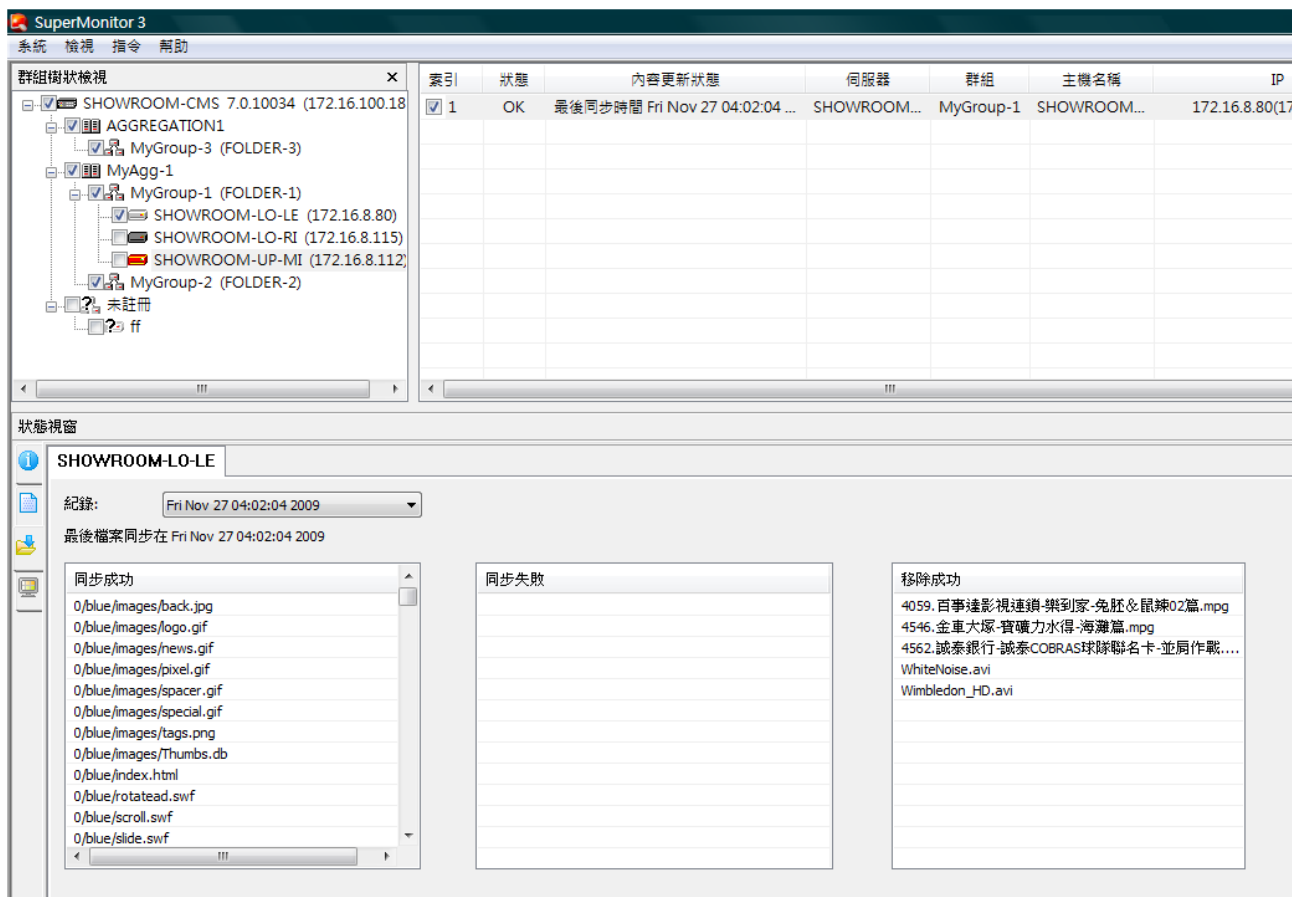 SuperMonitor 3
系統 檢視 指令 幫助
群組樹狀檢視
SHOWROOM-CMS 7.0.10034 (172.16.100.18
AGGREGATION1
MyGroup-3 (FOLDER-3)
MyAgg-1
MyGroup-1 (FOLDER-1)
SHOWROOM-LO-LE (172.16.8.80)
SHOWROOM-LO-RI (172.16.8.115)
SHOWROOM-UP-MI (172.16.8.112)
MyGroup-2 (FOLDER-2)
未註冊
ff
索引 狀態 內容更新狀態 伺服器 群組 主機名稱 IP
1 OK 最後同步時間 Fri Nov 27 04:02:04 ... SHOWROOM... MyGroup-1 SHOWROOM... 172.16.8.80(17
狀態視窗
SHOWROOM-LO-LE
紀錄: Fri Nov 27 04:02:04 2009
最後檔案同步在 Fri Nov 27 04:02:04 2009
同步成功
0/blue/images/back.jpg
0/blue/images/logo.gif
0/blue/images/news.gif
0/blue/images/pixel.gif
0/blue/images/spacer.gif
0/blue/images/special.gif
0/blue/images/tags.png
0/blue/images/Thumbs.db
0/blue/index.html
0/blue/rotatead.swf
0/blue/scroll.swf
0/blue/slide.swf
同步失敗
移除成功
4059.百事達影視連鎖-樂到家-兔胚&鼠辣02篇.mpg
4546.金車大塚-寶礦力水得-海灘篇.mpg
4562.誠泰銀行-誠泰COBRAS球隊聯名卡-並肩作戰....
WhiteNoise.avi
Wimbledon_HD.avi